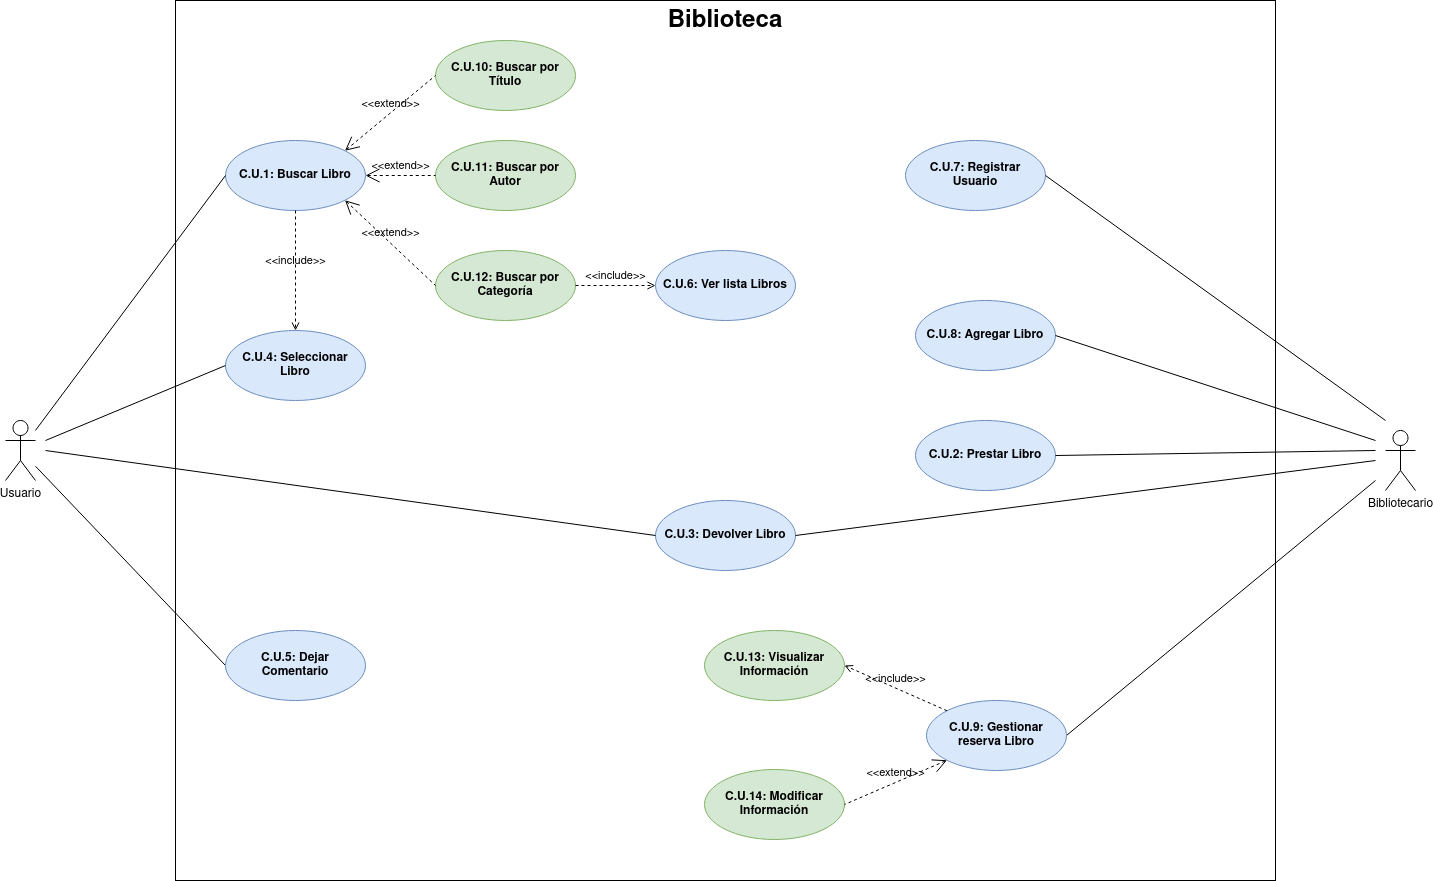 Biblioteca
C.U.10: Buscar por
Título
<<extend>>
C.U.1: Buscar Libro
<<extend>>
C.U.11: Buscar por
Autor
C.U.7: Registrar
Usuario
<<extend>>
<<include>>
C.U.12: Buscar por
Categoría
<<include>>
C.U.6: Ver lista Libros
C.U.8: Agregar Libro
C.U.4: Seleccionar
Libro
C.U.2: Prestar Libro
Usuario
Bibliotecario
C.U.3: Devolver Libro
C.U.5: Dejar
Comentario
C.U.13: Visualizar
Información
<<include>>
C.U.9: Gestionar
reserva Libro
<<extend>>
C.U.14: Modificar
Información